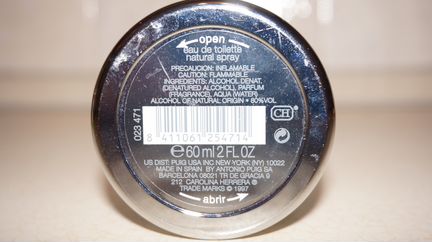 open
eau de toilette
natural spray
PRECAUCION: INFLAMABLE
CAUTION: FLAMMABLE
INGREDIENTS: ALCOHOL DENAT.
(DENATURED ALCOHOL), PARFUM
(FRAGRANCE), AQUA (WATER)
ALCOHOL OF NATURAL ORIGIN • 80%VOL
023 471
CH
8 411061 254714
e 60 ml 2 FL OZ
US DIST: PUIG USA INC NEW YORK (NY) 10022
MADE IN SPAIN BY ANTONIO PUIG SA
BARCELONA 08021 TR DE GRACIA 9
212 CAROLINA HERRERA ®
TRADE MARKS © 1997
abrir